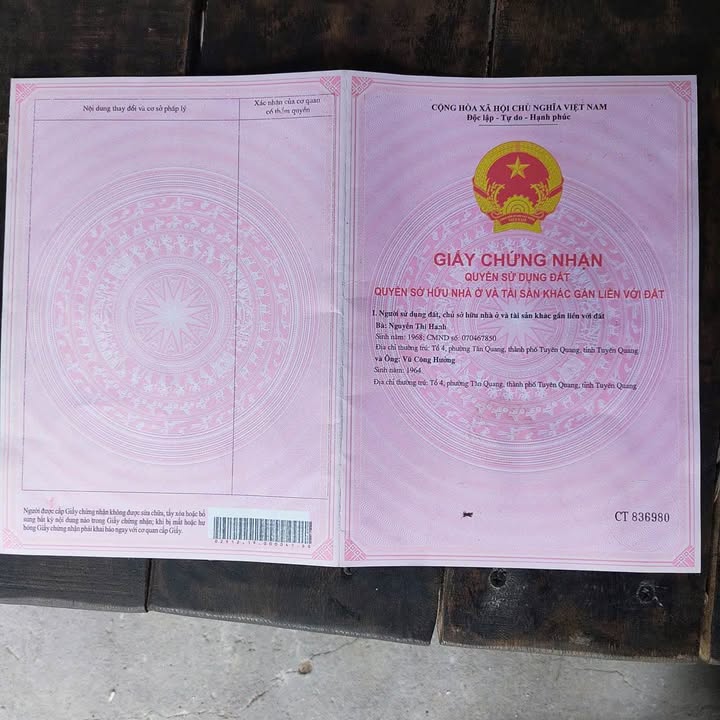 Nội dung thay đổi và cơ sở pháp lý
Xác nhận của cơ quan
có thẩm quyền
Người được cấp Giấy chứng nhận không được sửa chữa, tẩy xóa hoặc bổ
sung bất kỳ nội dung nào trong Giấy chứng nhận; khi bị mất hoặc hư
hỏng Giấy chứng nhận phải khai báo ngay với cơ quan cấp Giấy.
CỘNG HÒA XÃ HỘI CHỦ NGHĨA VIỆT NAM
Độc lập - Tự do - Hạnh phúc
GIẤY CHỨNG NHẬN
QUYỀN SỬ DỤNG ĐẤT
QUYỀN SỞ HỮU NHÀ Ở VÀ TÀI SẢN KHÁC GẮN LIỀN VỚI ĐẤT
I. Người sử dụng đất, chủ sở hữu nhà ở và tài sản khác gắn liền với đất
Bà: Nguyễn Thị Hạnh
Sinh năm: 1968; CMND số: 070467850
Địa chỉ thường trú: Tổ 4, phường Tân Quang, thành phố Tuyên Quang, tỉnh Tuyên Quang
và Ông: Vũ Công Hưởng
Sinh năm: 1964
Địa chỉ thường trú: Tổ 4, phường Tân Quang, thành phố Tuyên Quang, tỉnh Tuyên Quang
CT 836980